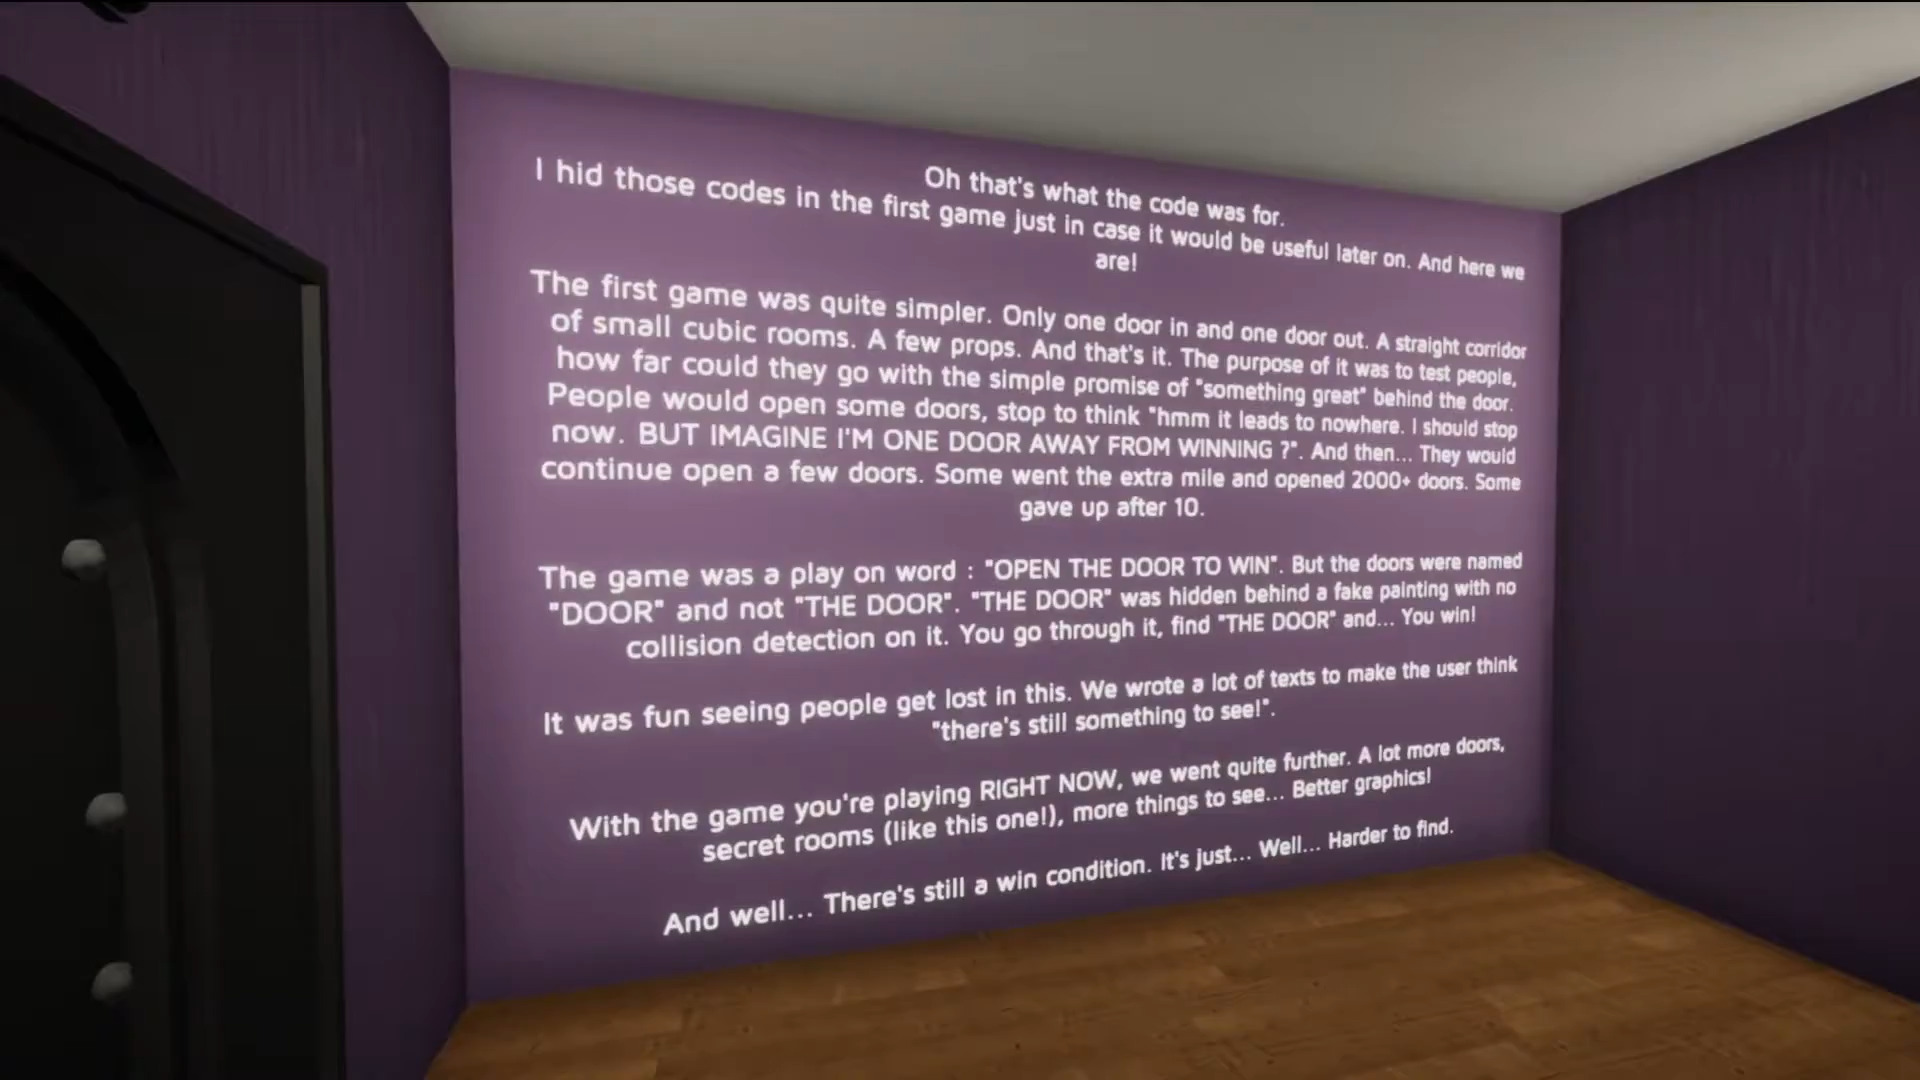 Oh that's what the code was for.
I hid those codes in the first game just in case it would be useful later on. And here we
are!
The first game was quite simpler. Only one door in and one door out. A straight corridor
of small cubic rooms. A few props. And that's it. The purpose of it was to test people,
how far could they go with the simple promise of "something great" behind the door.
People would open some doors, stop to think "hmm it leads to nowhere. I should stop
now. BUT IMAGINE I'M ONE DOOR AWAY FROM WINNING ?". And then... They would
continue open a few doors. Some went the extra mile and opened 2000+ doors. Some
gave up after 10.
The game was a play on word : "OPEN THE DOOR TO WIN". But the doors were named
"DOOR" and not "THE DOOR". "THE DOOR" was hidden behind a fake painting with no
collision detection on it. You go through it, find "THE DOOR" and... You win!
It was fun seeing people get lost in this. We wrote a lot of texts to make the user think
"there's still something to see!".
With the game you're playing RIGHT NOW, we went quite further. A lot more doors,
secret rooms (like this one!), more things to see... Better graphics!
And well... There's still a win condition. It's just... Well... Harder to find.